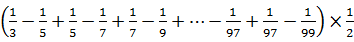 (1/3 − 1/5 + 1/5 − 1/7 + 1/7 − 1/9 + ⋯ − 1/97 + 1/97 − 1/99) × 1/2